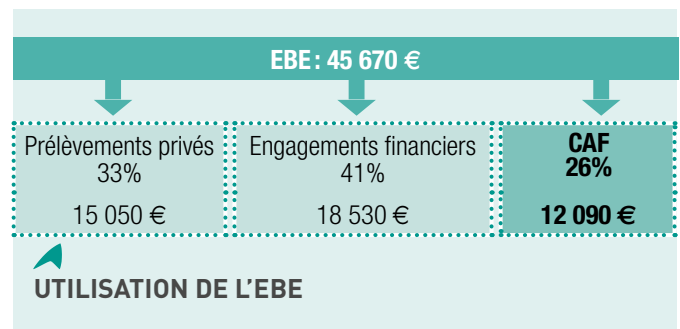 EBE : 45 670 €
Prélèvements privés
33%
15 050 €
Engagements financiers
41%
18 530 €
CAF
26%
12 090 €
UTILISATION DE L’EBE